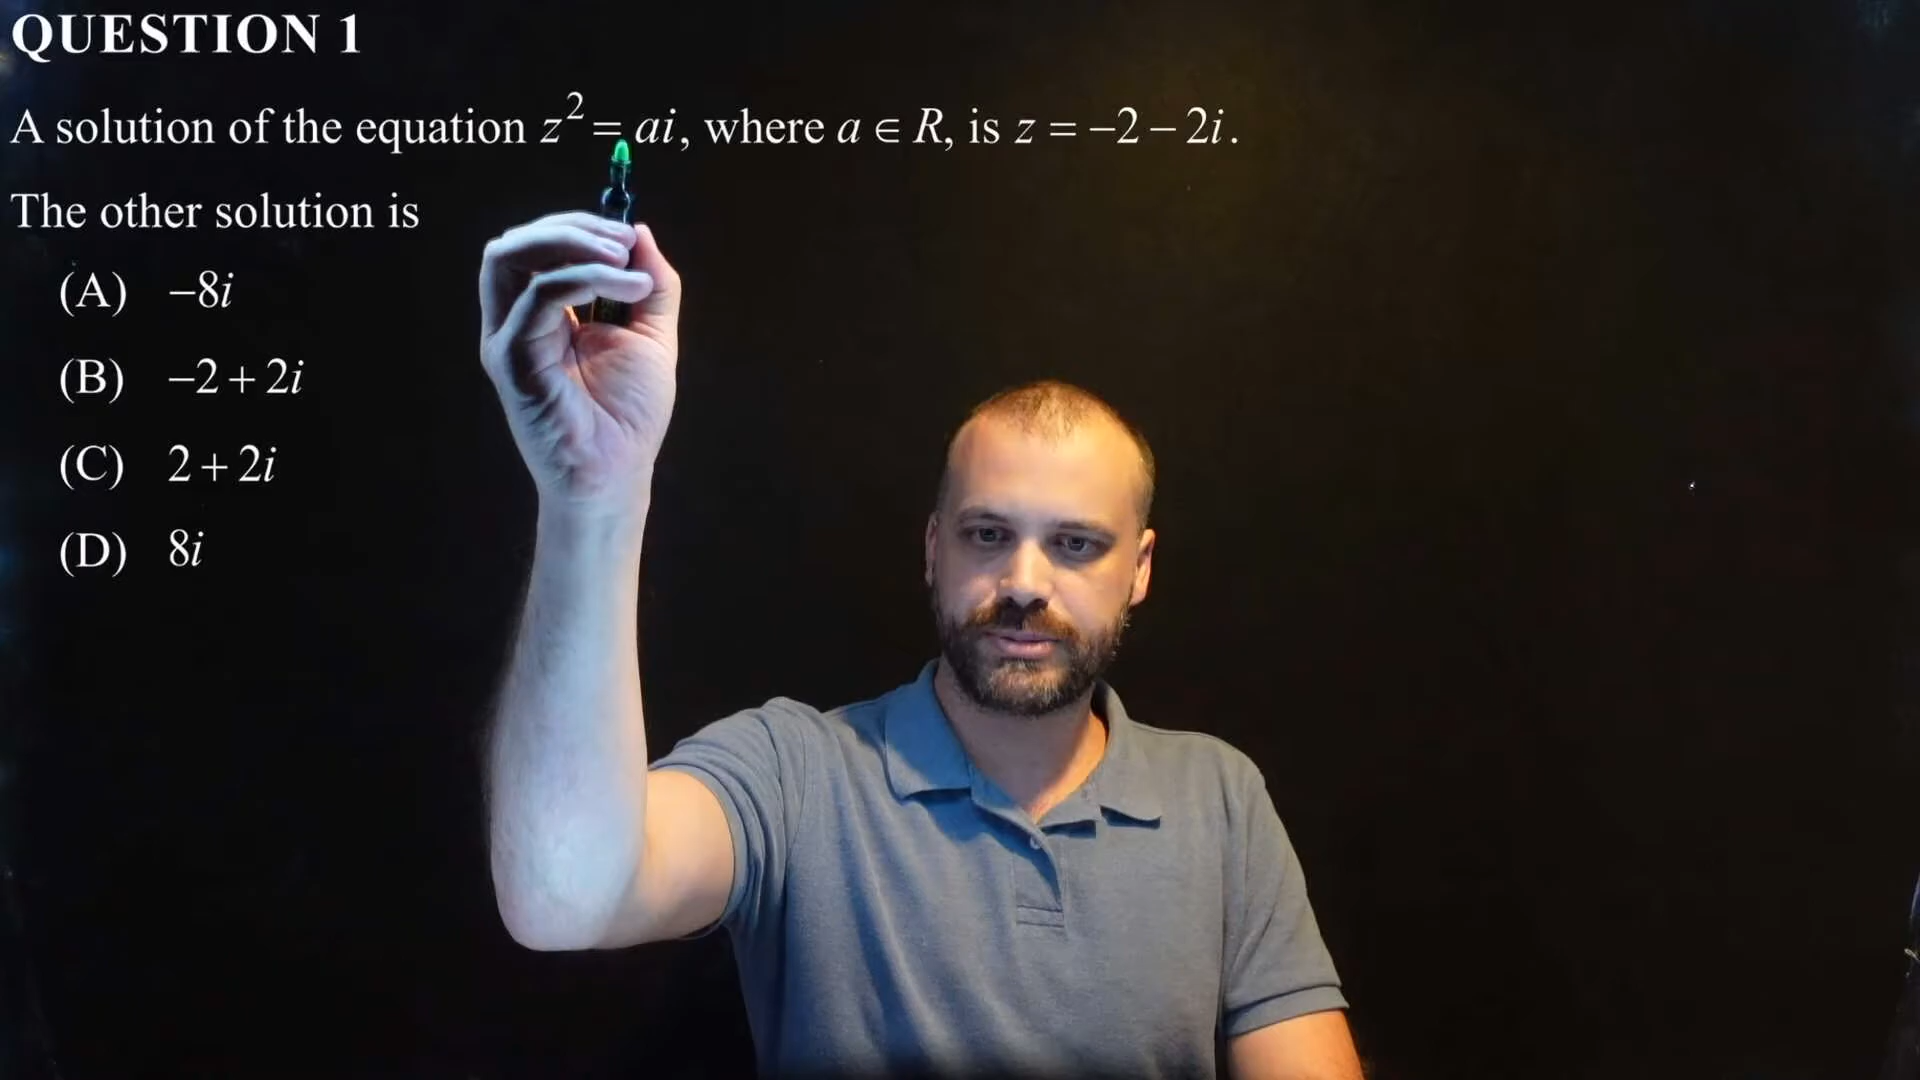 QUESTION 1
A solution of the equation z² = ai, where a ∈ R, is z = −2 − 2i.
The other solution is
(A) −8i
(B) −2 + 2i
(C) 2 + 2i
(D) 8i